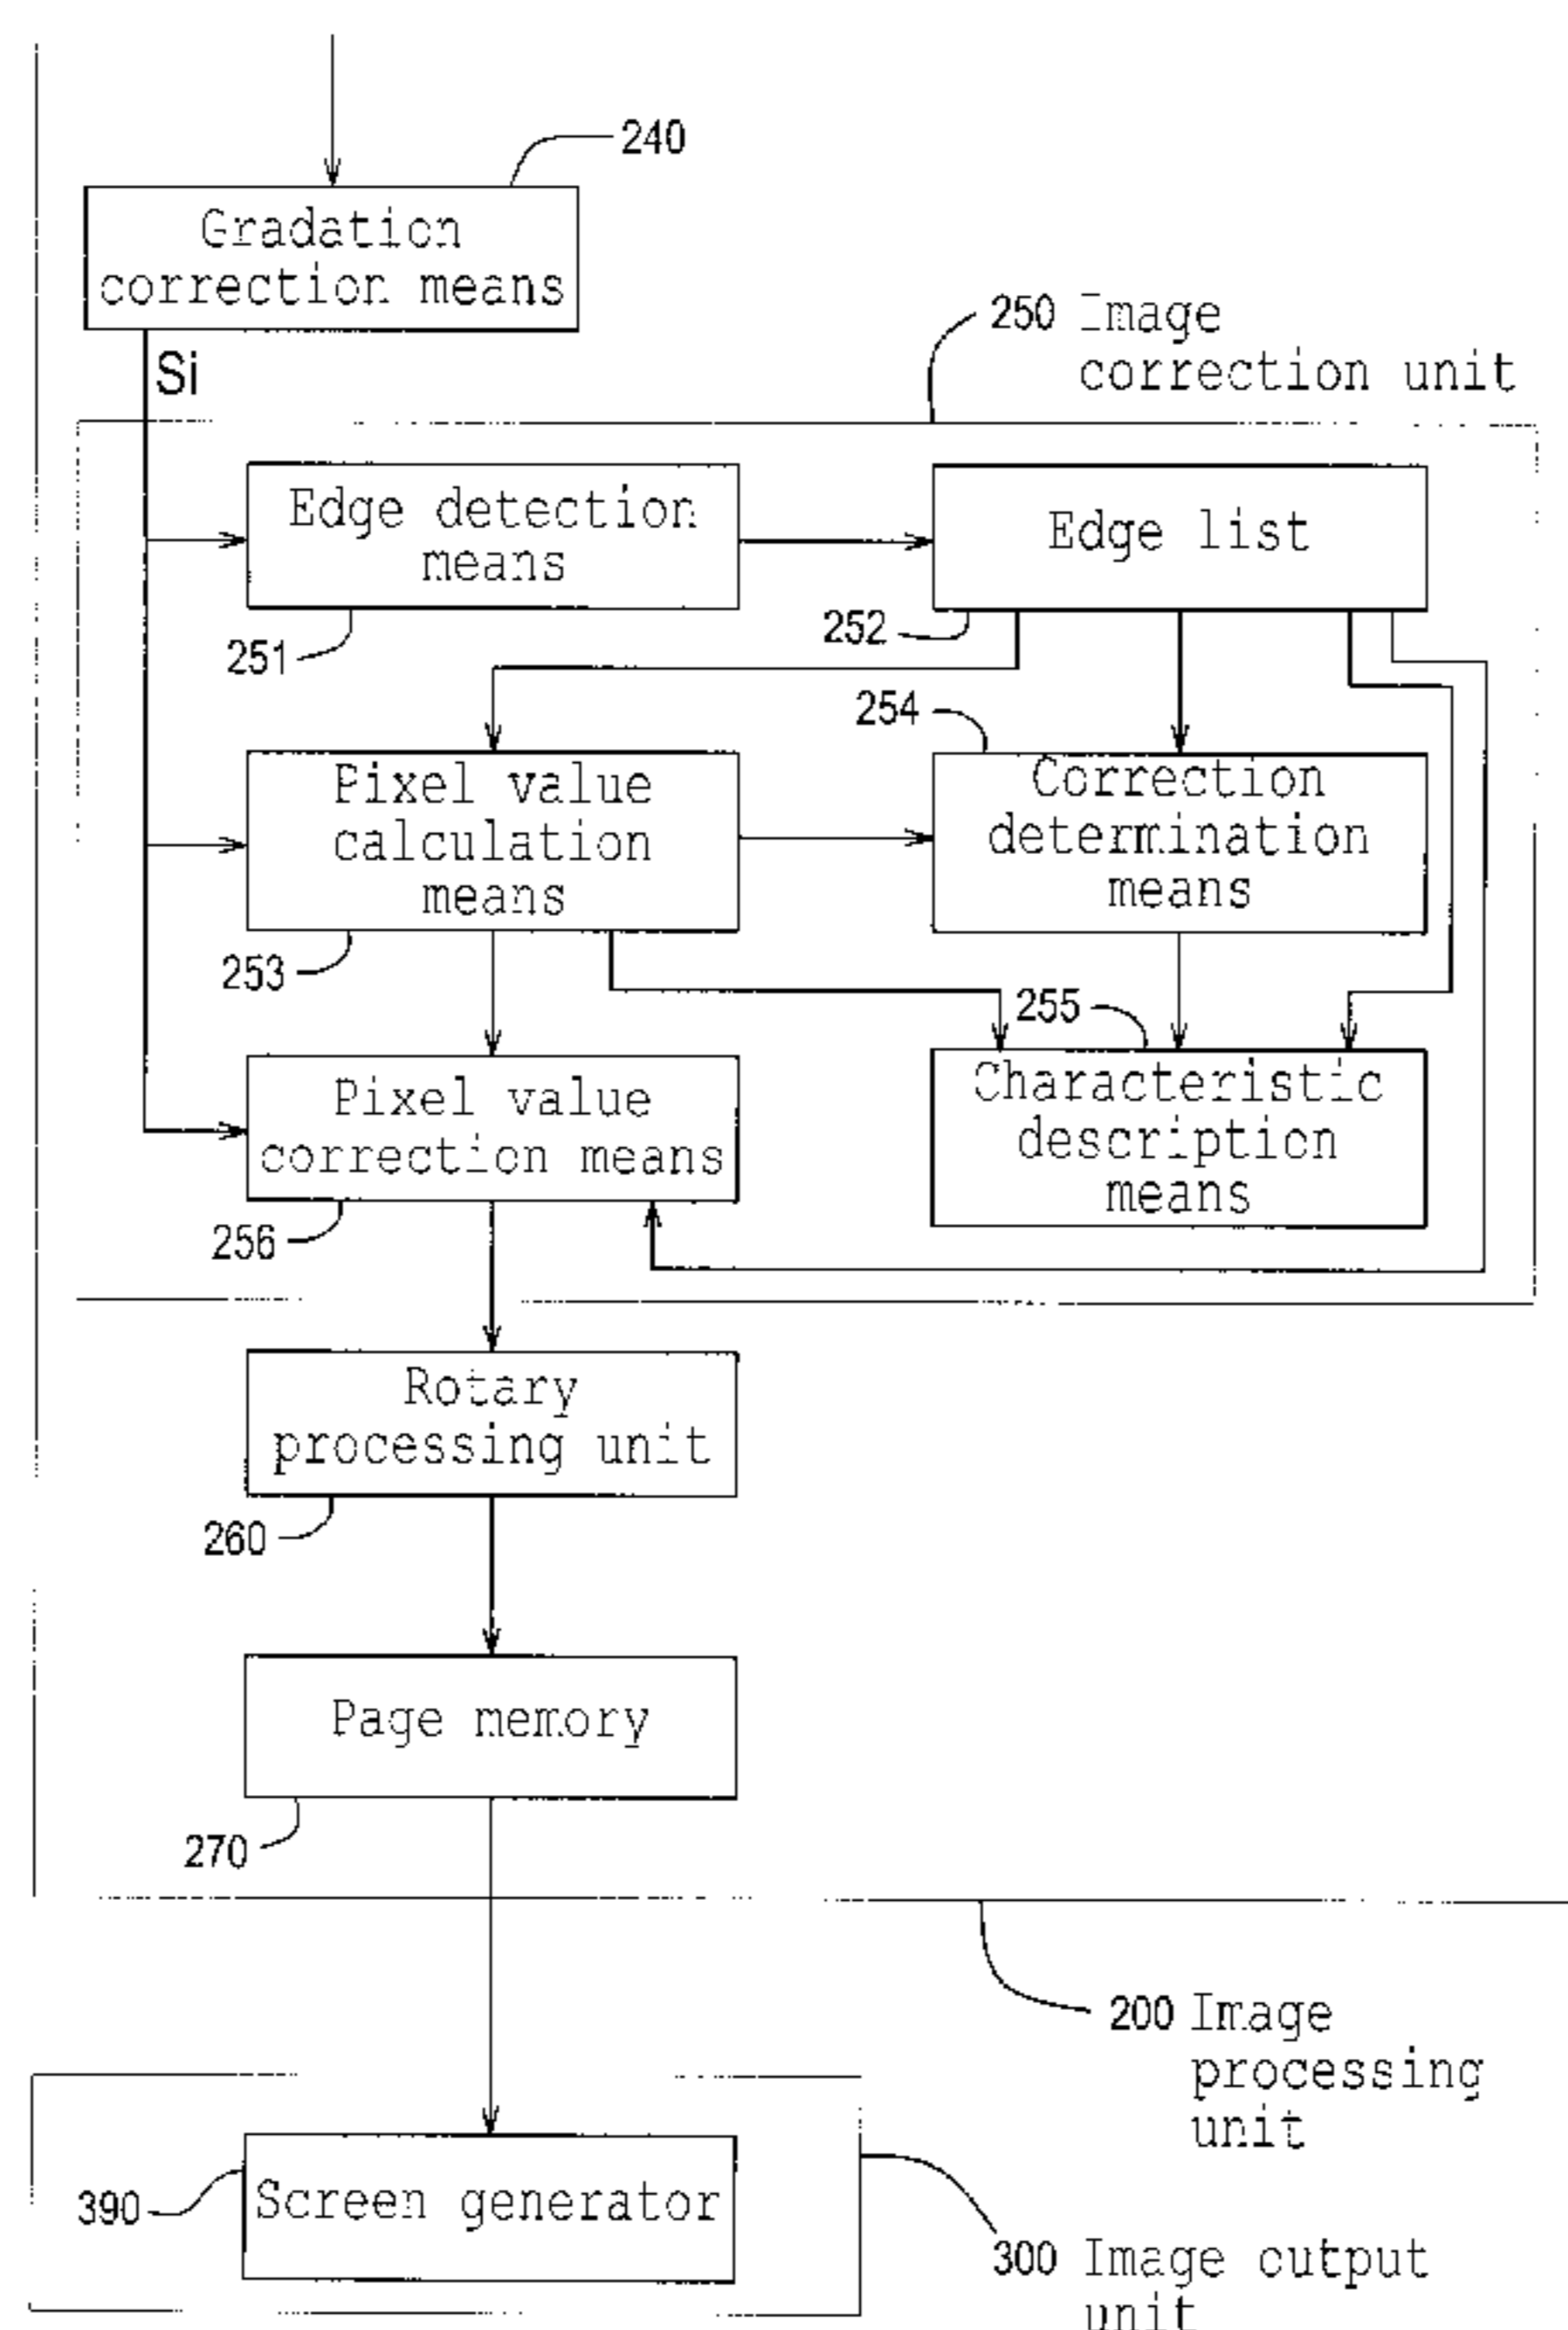 240
Gradation
correction means
Si
250 Image
correction unit
Edge detection
means
Edge list
251
252
254
Pixel value
calculation
means
Correction
determination
means
253
255
Pixel value
correction means
Characteristic
description
means
256
Rotary
processing unit
260
Page memory
270
200 Image
processing
unit
390
Screen generator
300 Image output
unit